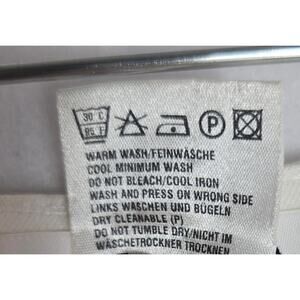 30 C
85 F
P
WARM WASH/FEINWÄSCHE
COOL MINIMUM WASH
DO NOT BLEACH/COOL IRON
WASH AND PRESS ON WRONG SIDE
LINKS WASCHEN UND BÜGELN
DRY CLEANABLE (P)
DO NOT TUMBLE DRY/NICHT IM
WÄSCHETROCKNER TROCKNEN